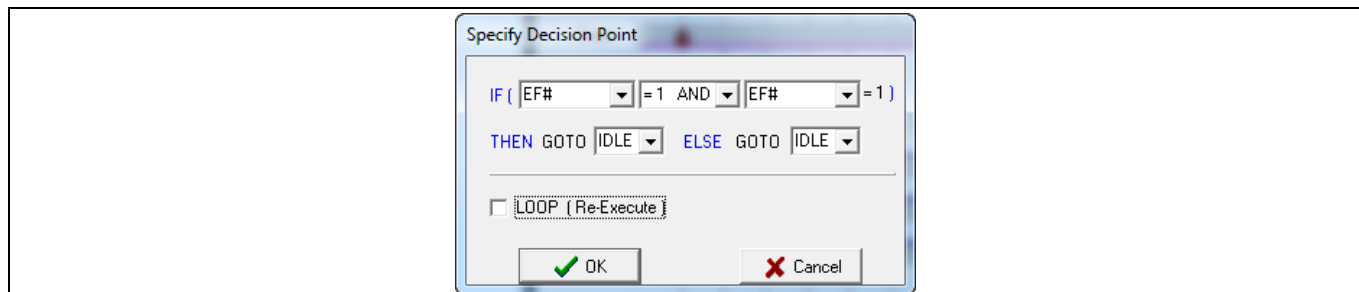 Specify Decision Point
IF ( EF# =1 AND EF# =1 )
THEN GOTO IDLE ELSE GOTO IDLE
LOOP ( Re-Execute )
OK Cancel